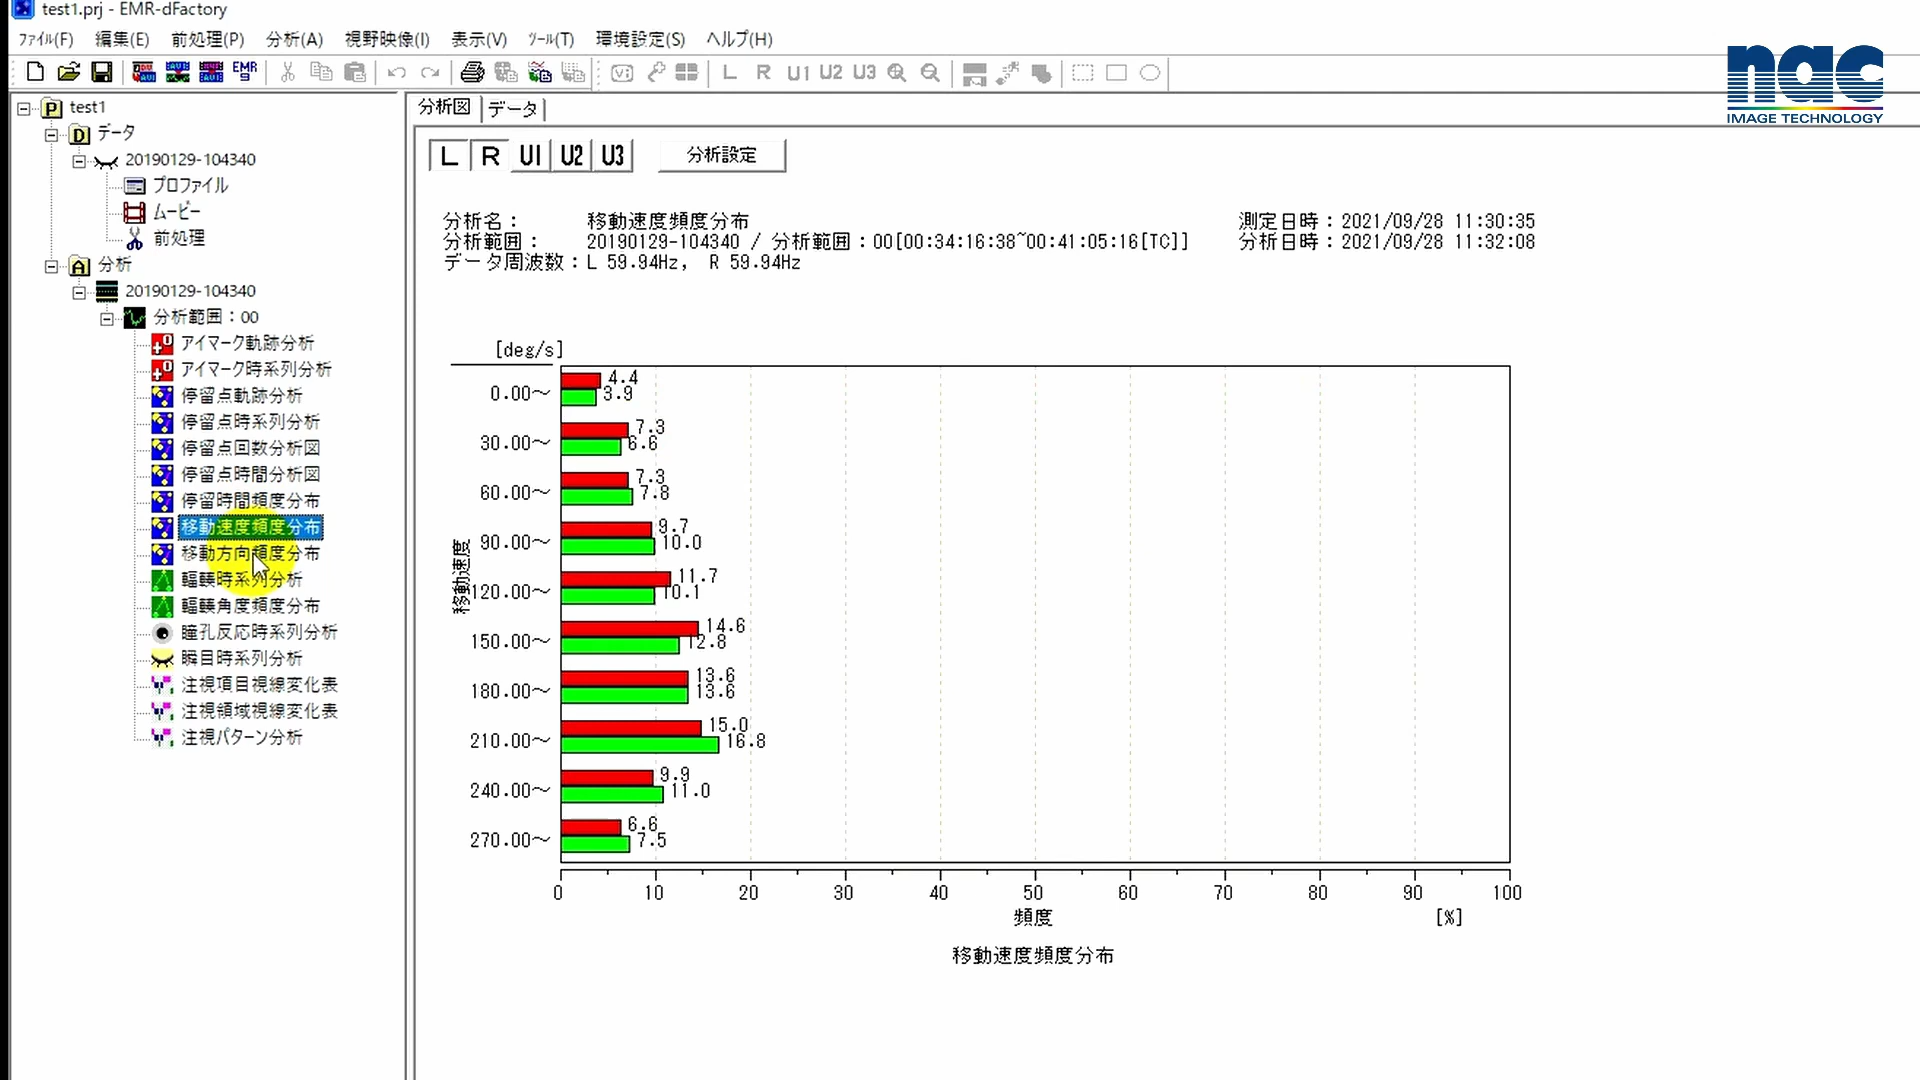 test1.prj - EMR-dFactory
ﾌｧｲﾙ(F) 編集(E) 前処理(P) 分析(A) 視野映像(I) 表示(V) ﾂｰﾙ(T) 環境設定(S) ヘルプ(H)
EMR 9 L R U1 U2 U3
nac
IMAGE TECHNOLOGY
test1
データ
20190129-104340
プロファイル
ムービー
前処理
分析
20190129-104340
分析範囲：00
アイマーク軌跡分析
アイマーク時系列分析
停留点軌跡分析
停留点時系列分析
停留点回数分析図
停留点時間分析図
停留時間頻度分布
移動速度頻度分布
移動方向頻度分布
輻輳時系列分析
輻輳角度頻度分布
瞳孔反応時系列分析
瞬目時系列分析
注視項目視線変化表
注視領域視線変化表
注視パターン分析
分析図 データ
L R U1 U2 U3 分析設定
分析名： 移動速度頻度分布
分析範囲： 20190129-104340 / 分析範囲：00[00:34:16:38~00:41:05:16[TC]]
データ周波数：L 59.94Hz, R 59.94Hz
測定日時：2021/09/28 11:30:35
分析日時：2021/09/28 11:32:08
[deg/s]
移動速度
0.00～ 4.4 3.9
30.00～ 7.3 6.6
60.00～ 7.3 7.8
90.00～ 9.7 10.0
120.00～ 11.7 10.1
150.00～ 14.6 12.8
180.00～ 13.6 13.6
210.00～ 15.0 16.8
240.00～ 9.9 11.0
270.00～ 6.6 7.5
0 10 20 30 40 50 60 70 80 90 100
頻度 [%]
移動速度頻度分布